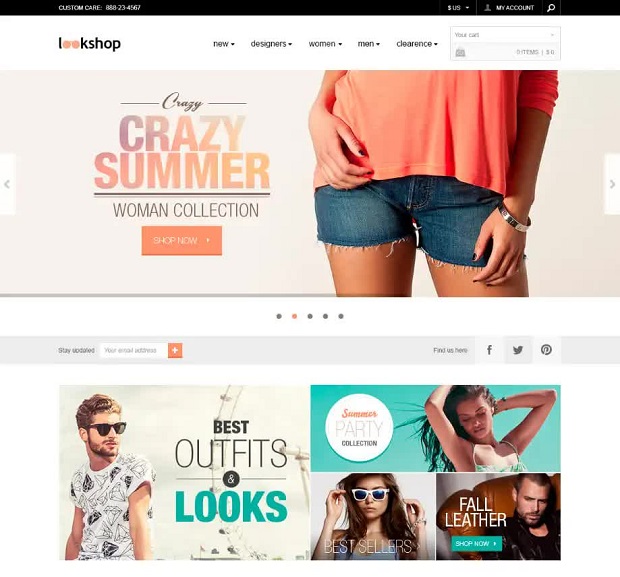 CUSTOM CARE: 888-23-4567
$ US
MY ACCOUNT
lookshop
new
designers
women
men
clearence
Your cart
0 ITEMS | $ 0
Crazy
CRAZY
SUMMER
WOMAN COLLECTION
SHOP NOW
Stay updated
Your email address
+
Find us here
BEST
OUTFITS
&
LOOKS
Summer
PARTY
COLLECTION
BEST SELLERS
FALL
LEATHER
SHOP NOW